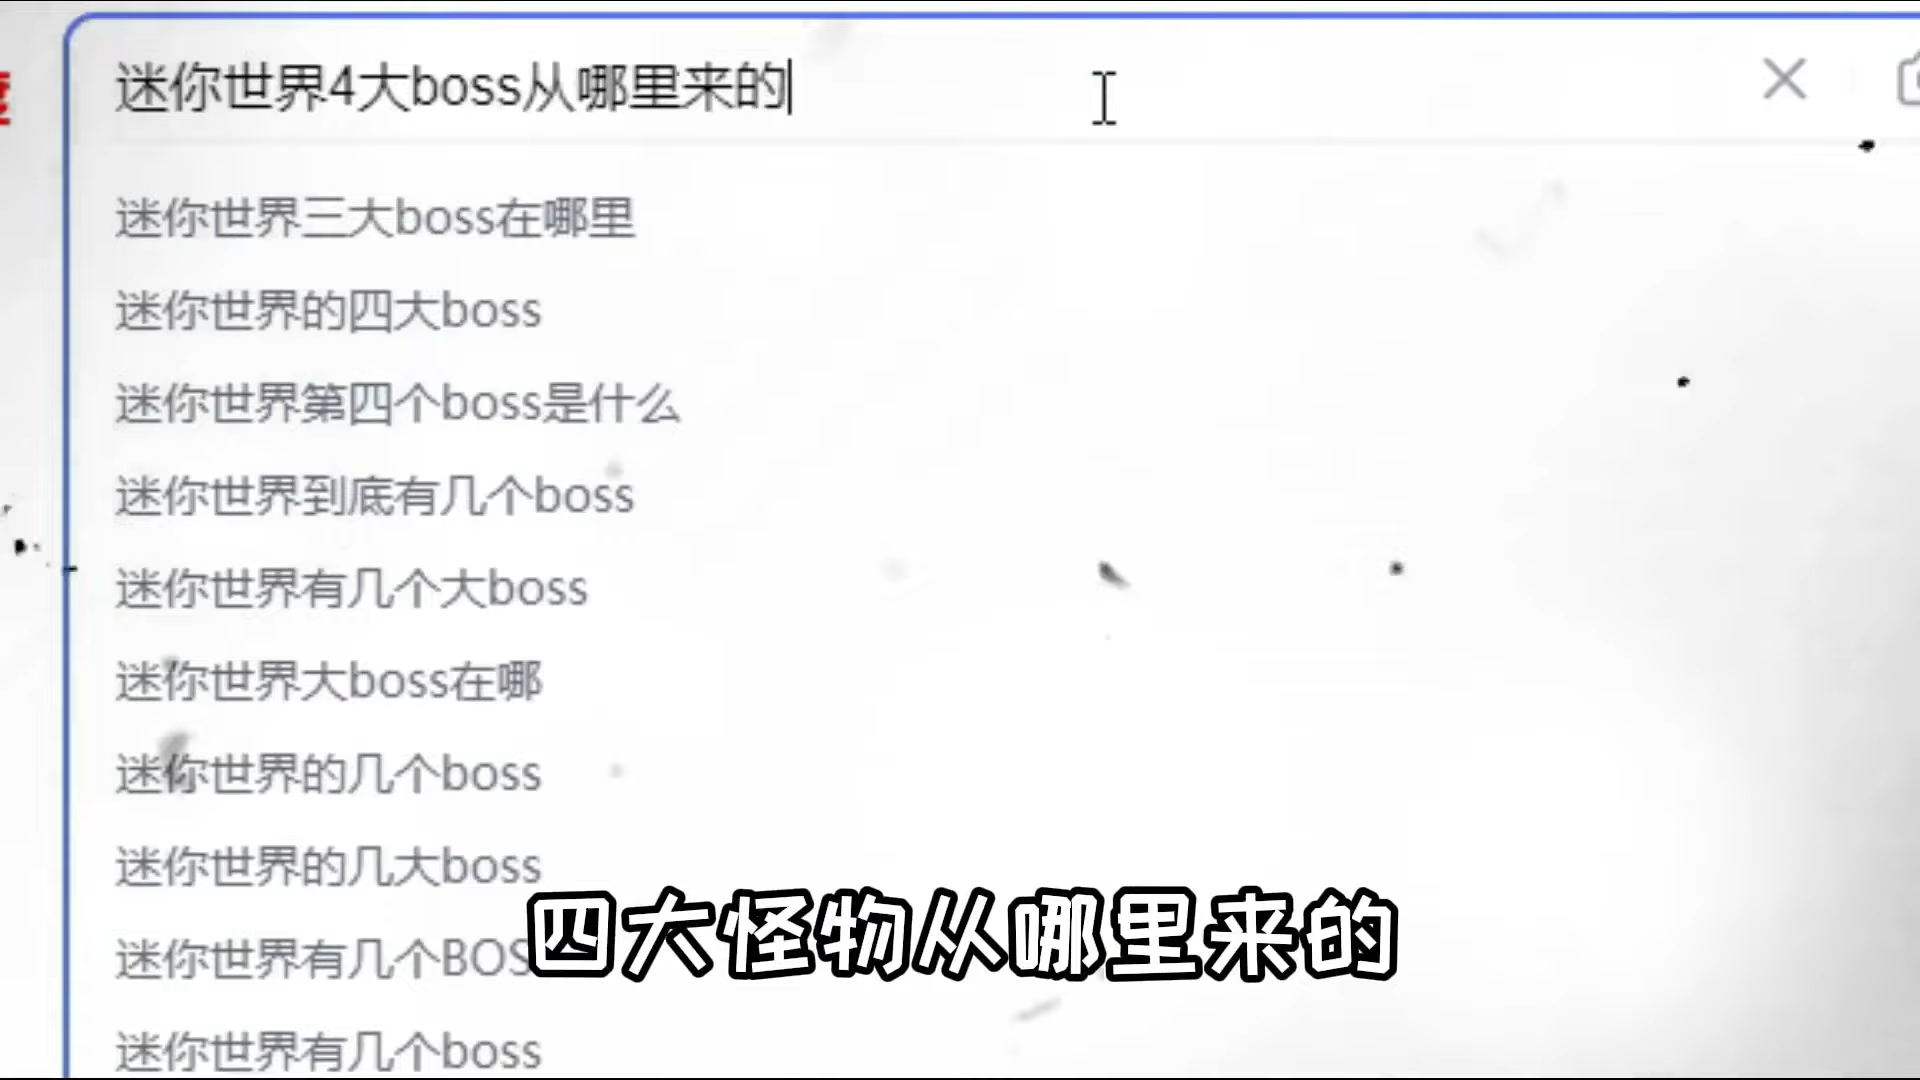 迷你世界4大boss从哪里来的
迷你世界三大boss在哪里
迷你世界的四大boss
迷你世界第四个boss是什么
迷你世界到底有几个boss
迷你世界有几个大boss
迷你世界大boss在哪
迷你世界的几个boss
迷你世界的几大boss
迷你世界有几个BOS
四大怪物从哪里来的
迷你世界有几个boss